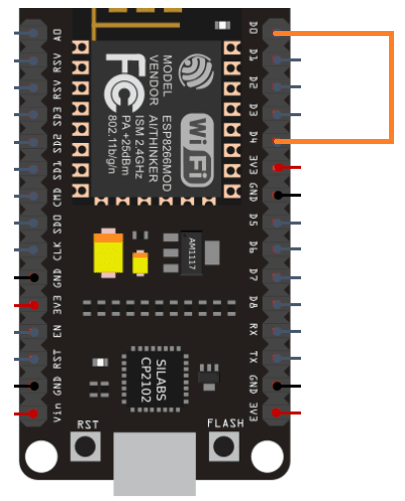 A0
RSV
RSV
SD3
SD2
SD1
CMD
SD0
CLK
GND
3V3
EN
RST
GND
Vin
MODEL
VENDOR
ESP8266MOD
AI/THINKER
ISM 2.4GHz
PA +25dBm
802.11b/g/n
FC
Wi Fi
AM1117
SILABS
CP2102
D0
D1
D2
D3
D4
3V3
GND
D5
D6
D7
D8
RX
TX
GND
3V3
RST
FLASH